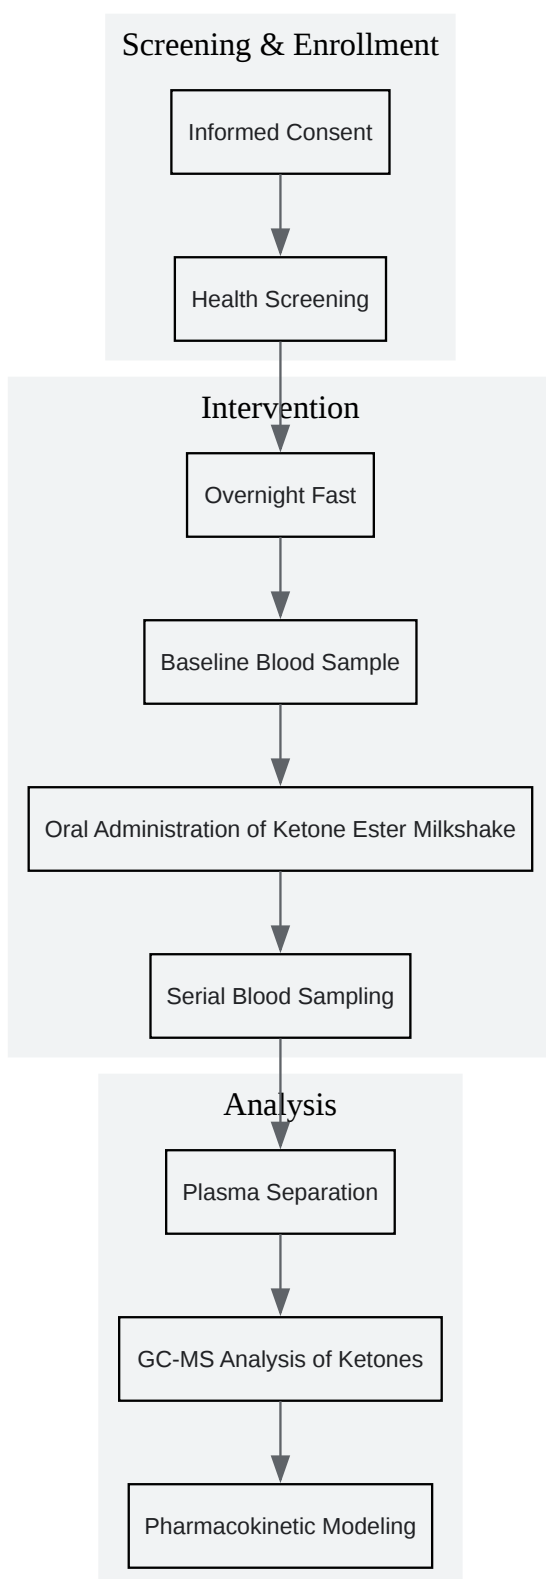 Screening & Enrollment
Informed Consent
Health Screening
Intervention
Overnight Fast
Baseline Blood Sample
Oral Administration of Ketone Ester Milkshake
Serial Blood Sampling
Analysis
Plasma Separation
GC-MS Analysis of Ketones
Pharmacokinetic Modeling